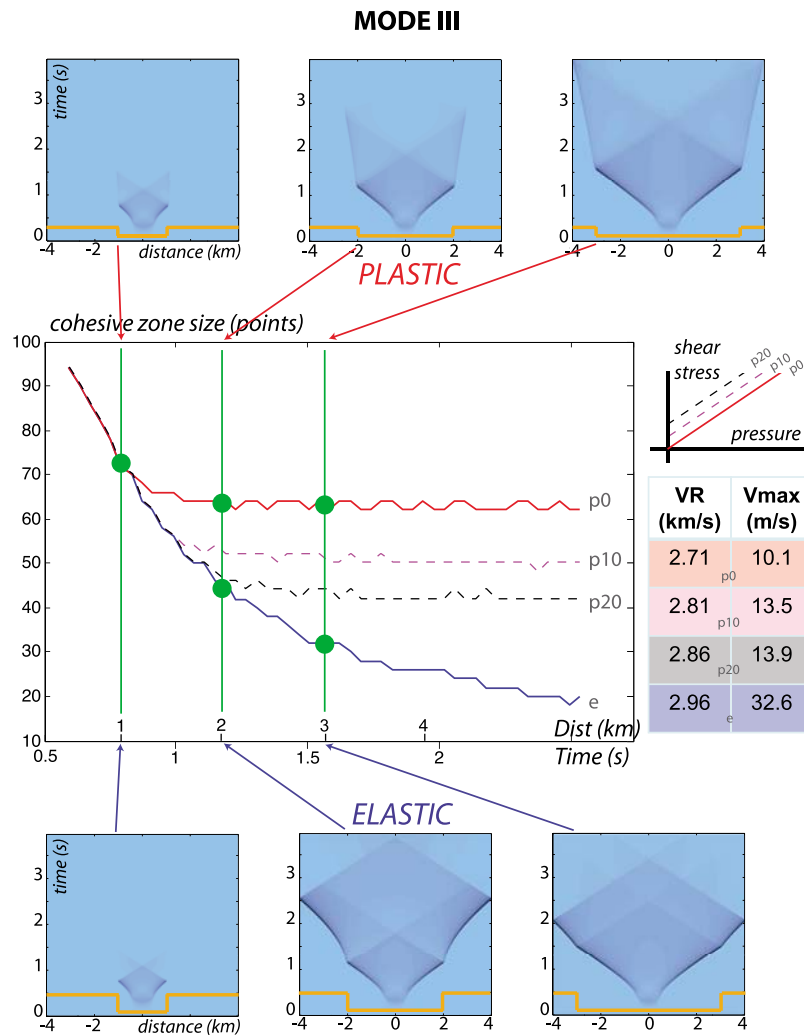 MODE III
time (s)
3
2
1
0
-4 -2 distance (km)
3
2
1
0
-4 -2 0 2 4
3
2
1
0
-4 -2 0 2 4
PLASTIC
cohesive zone size (points)
100
90
80
70
60
50
40
30
20
10
p0
p10
p20
e
1 2 3 4 Dist (km)
0.5 1 1.5 2 Time (s)
shear
stress
p20
p10
p0
pressure
VR Vmax
(km/s) (m/s)
2.71 10.1
p0
2.81 13.5
p10
2.86 13.9
p20
2.96 32.6
e
ELASTIC
time (s)
3
2
1
0
-4 -2 distance (km)
3
2
1
0
-4 -2 0 2 4
3
2
1
0
-4 -2 0 2 4